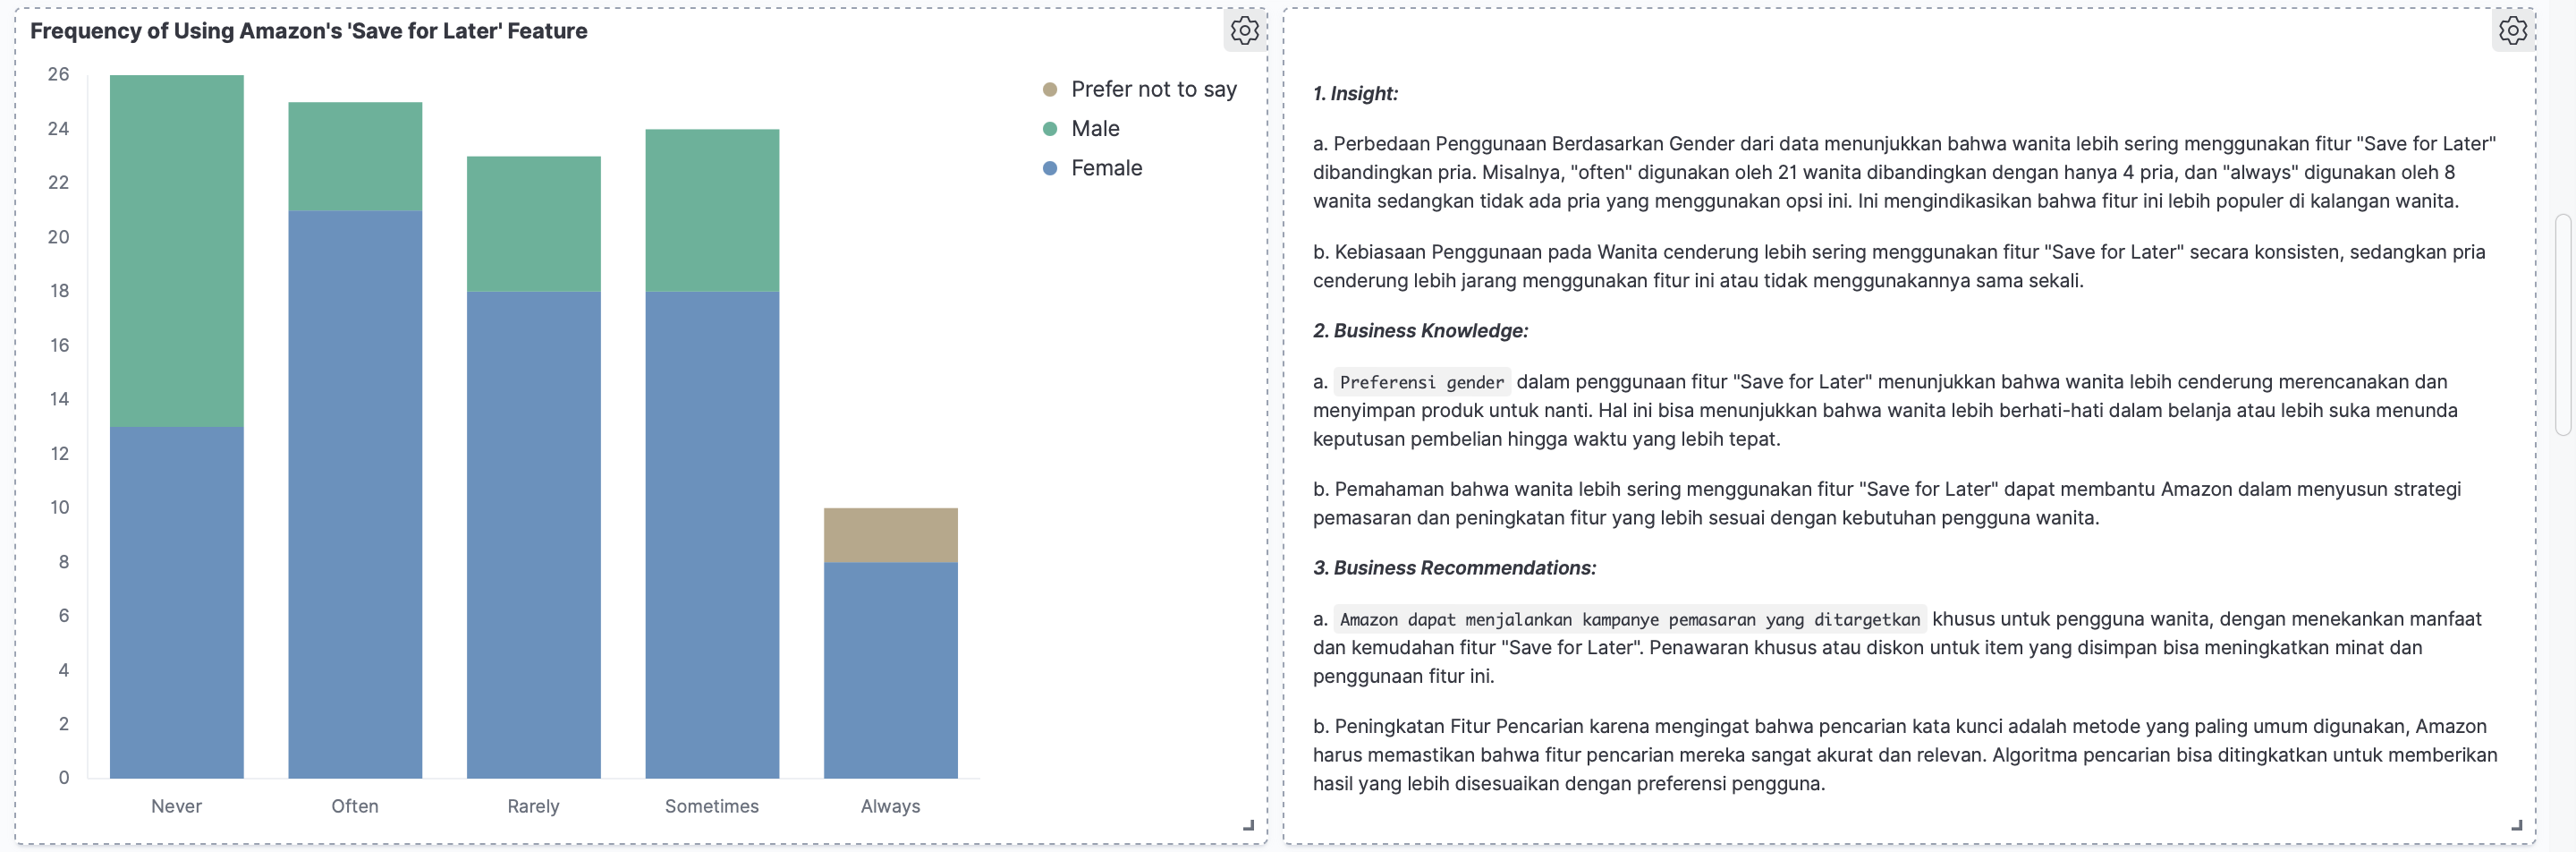 Frequency of Using Amazon's 'Save for Later' Feature
26
24
22
20
18
16
14
12
10
8
6
4
2
0
Never
Often
Rarely
Sometimes
Always
Prefer not to say
Male
Female
1. Insight:
a. Perbedaan Penggunaan Berdasarkan Gender dari data menunjukkan bahwa wanita lebih sering menggunakan fitur "Save for Later"
dibandingkan pria. Misalnya, "often" digunakan oleh 21 wanita dibandingkan dengan hanya 4 pria, dan "always" digunakan oleh 8
wanita sedangkan tidak ada pria yang menggunakan opsi ini. Ini mengindikasikan bahwa fitur ini lebih populer di kalangan wanita.
b. Kebiasaan Penggunaan pada Wanita cenderung lebih sering menggunakan fitur "Save for Later" secara konsisten, sedangkan pria
cenderung lebih jarang menggunakan fitur ini atau tidak menggunakannya sama sekali.
2. Business Knowledge:
a. Preferensi gender dalam penggunaan fitur "Save for Later" menunjukkan bahwa wanita lebih cenderung merencanakan dan
menyimpan produk untuk nanti. Hal ini bisa menunjukkan bahwa wanita lebih berhati-hati dalam belanja atau lebih suka menunda
keputusan pembelian hingga waktu yang lebih tepat.
b. Pemahaman bahwa wanita lebih sering menggunakan fitur "Save for Later" dapat membantu Amazon dalam menyusun strategi
pemasaran dan peningkatan fitur yang lebih sesuai dengan kebutuhan pengguna wanita.
3. Business Recommendations:
a. Amazon dapat menjalankan kampanye pemasaran yang ditargetkan khusus untuk pengguna wanita, dengan menekankan manfaat
dan kemudahan fitur "Save for Later". Penawaran khusus atau diskon untuk item yang disimpan bisa meningkatkan minat dan
penggunaan fitur ini.
b. Peningkatan Fitur Pencarian karena mengingat bahwa pencarian kata kunci adalah metode yang paling umum digunakan, Amazon
harus memastikan bahwa fitur pencarian mereka sangat akurat dan relevan. Algoritma pencarian bisa ditingkatkan untuk memberikan
hasil yang lebih disesuaikan dengan preferensi pengguna.